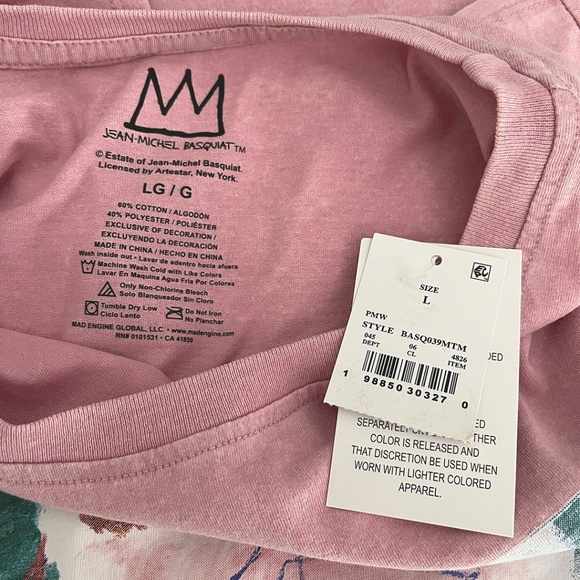 JEAN-MICHEL BASQUIAT™
© Estate of Jean-Michel Basquiat.
Licensed by Artestar, New York.
LG / G
60% COTTON / ALGODÓN
40% POLYESTER / POLIÉSTER
EXCLUSIVE OF DECORATION /
EXCLUYENDO LA DECORACIÓN
MADE IN CHINA / HECHO EN CHINA
Wash inside out • Lavar de adentro hacia afuera
Machine Wash Cold with Like Colors
Lavar En Maquina Agua Fria Por Colores
Only Non-Chlorine Bleach
Solo Blanqueador Sin Cloro
Tumble Dry Low
Ciclo Lento
Do Not Iron
No Planchar
MAD ENGINE GLOBAL, LLC. • www.madengine.com
RN# 0101531 • CA 41859
SIZE
L
PMW
STYLE BASQ039MTM
045 06 4826
DEPT CL ITEM
1 98850 30327 0
COLOR IS RELEASED AND
THAT DISCRETION BE USED WHEN
WORN WITH LIGHTER COLORED
APPAREL.